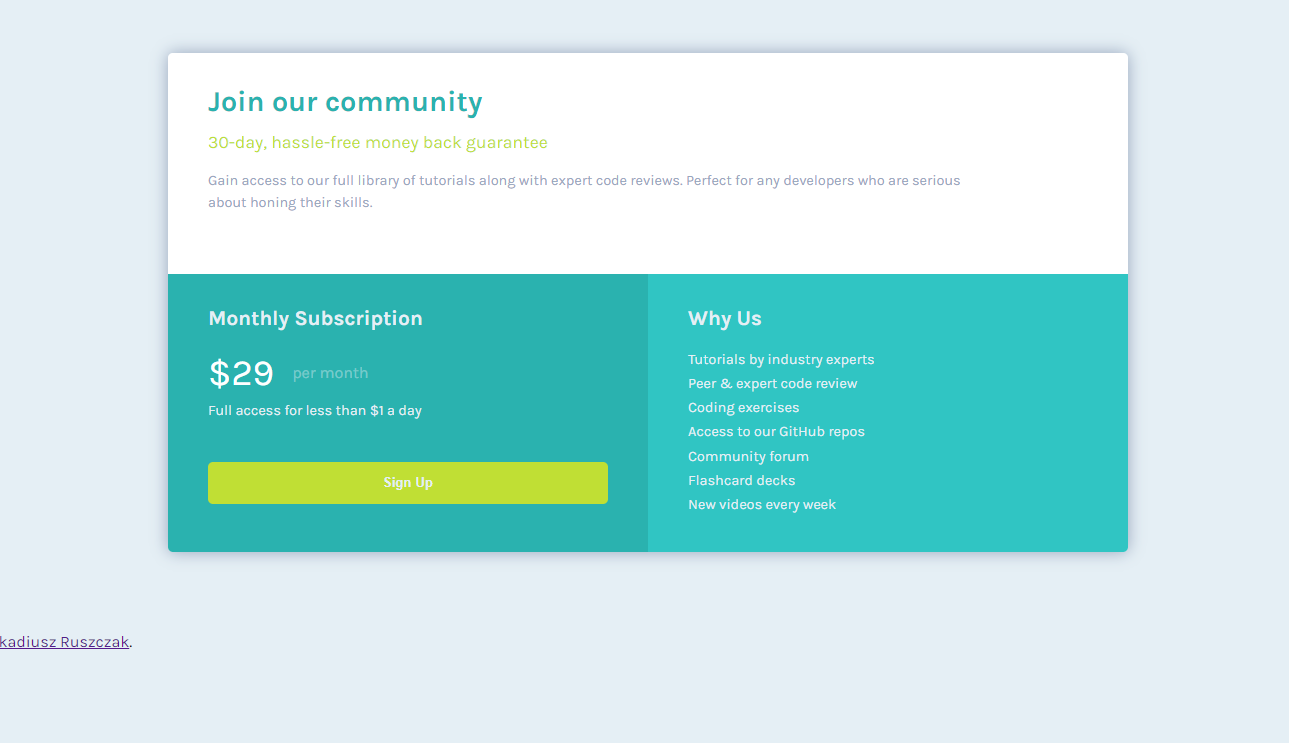 Join our community
30-day, hassle-free money back guarantee
Gain access to our full library of tutorials along with expert code reviews. Perfect for any developers who are serious
about honing their skills.
Monthly Subscription
$29 per month
Full access for less than $1 a day
Sign Up
Why Us
Tutorials by industry experts
Peer & expert code review
Coding exercises
Access to our GitHub repos
Community forum
Flashcard decks
New videos every week
kadiusz Ruszczak.